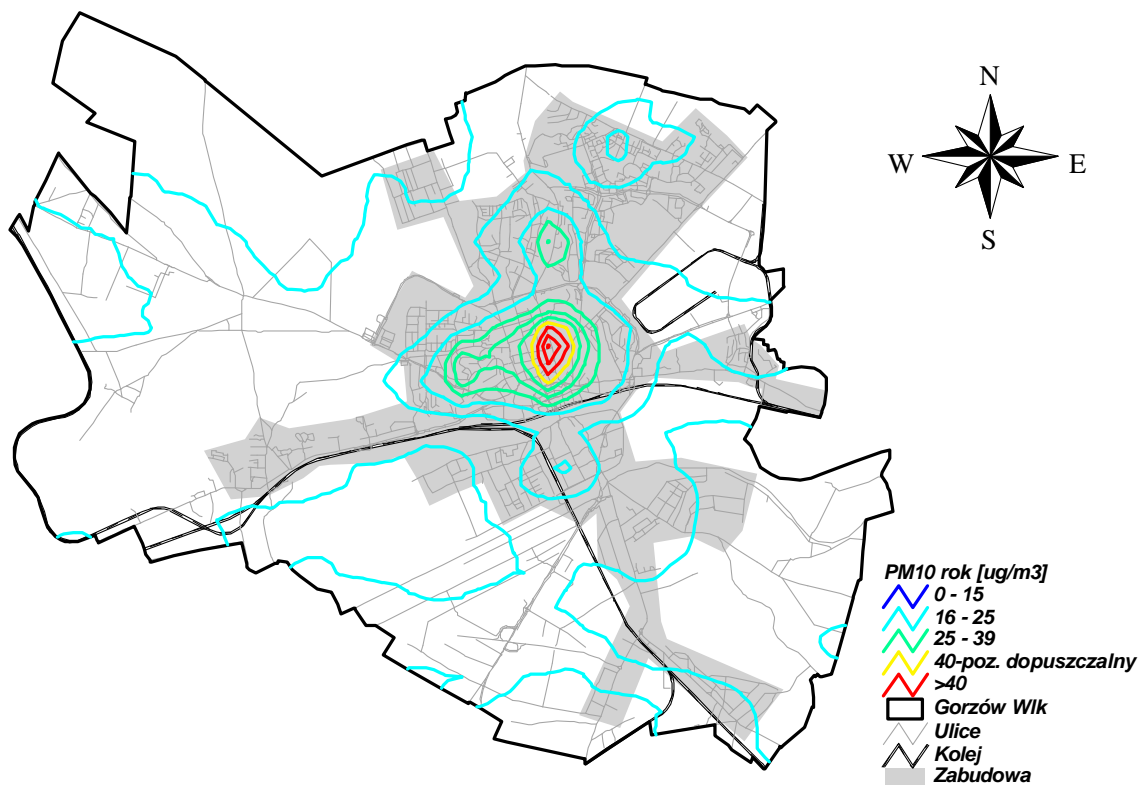 N
W E
S
PM10 rok [ug/m3]
0 - 15
16 - 25
25 - 39
40-poz. dopuszczalny
>40
Gorzów Wlk
Ulice
Kolej
Zabudowa